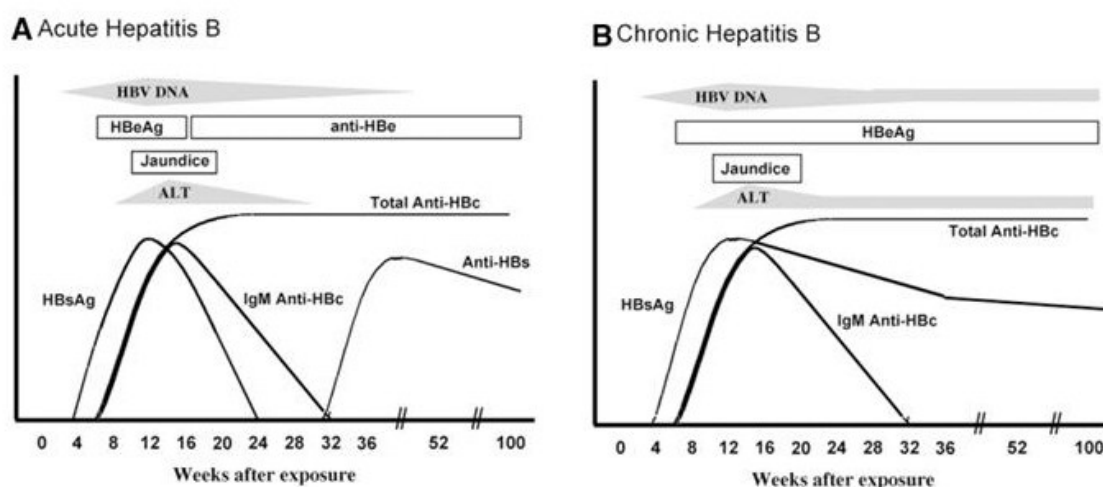 A Acute Hepatitis B
HBV DNA
HBeAg
anti-HBe
Jaundice
ALT
Total Anti-HBc
Anti-HBs
HBsAg
IgM Anti-HBc
0 4 8 12 16 20 24 28 32 36 52 100
Weeks after exposure
B Chronic Hepatitis B
HBV DNA
HBeAg
Jaundice
ALT
Total Anti-HBc
HBsAg
IgM Anti-HBc
0 4 8 12 16 24 28 32 36 52 100
Weeks after exposure